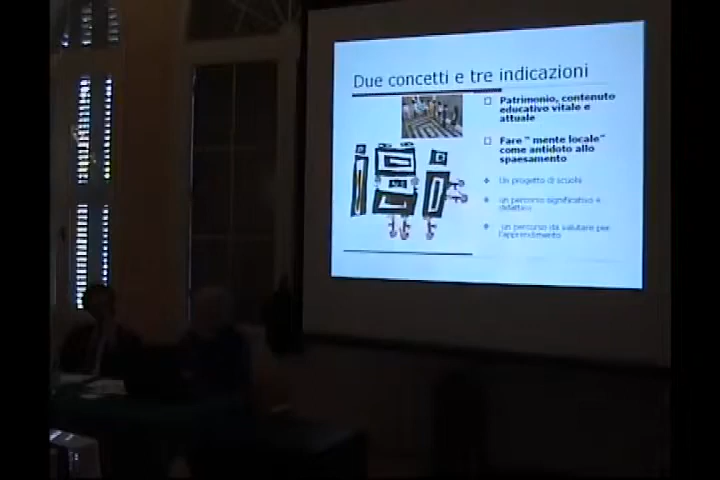 Due concetti e tre indicazioni
Patrimonio, contenuto
educativo vitale e
attuale
Fare " mente locale"
come antidoto allo
spaesamento
Un progetto di scuola
un percorso significativo e
didattico
un percorso da valutare per
l'apprendimento